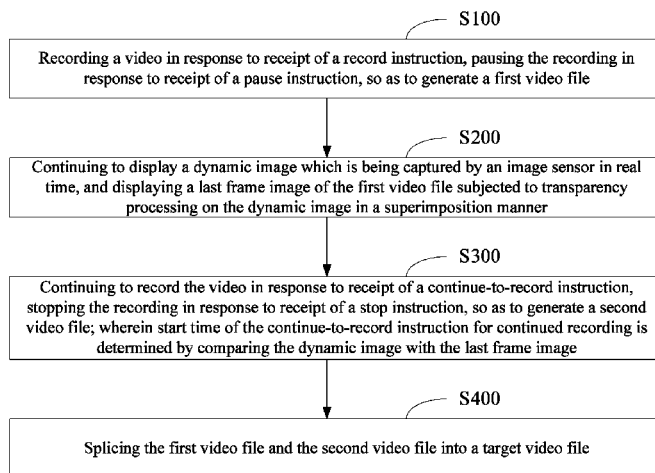 S100
Recording a video in response to receipt of a record instruction, pausing the recording in
response to receipt of a pause instruction, so as to generate a first video file
S200
Continuing to display a dynamic image which is being captured by an image sensor in real
time, and displaying a last frame image of the first video file subjected to transparency
processing on the dynamic image in a superimposition manner
S300
Continuing to record the video in response to receipt of a continue-to-record instruction,
stopping the recording in response to receipt of a stop instruction, so as to generate a second
video file; wherein start time of the continue-to-record instruction for continued recording is
determined by comparing the dynamic image with the last frame image
S400
Splicing the first video file and the second video file into a target video file